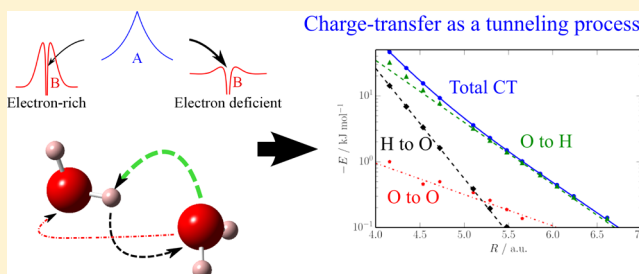 Charge-transfer as a tunneling process
A
B
B
Electron-rich
Electron deficient
Total CT
H to O
O to H
O to O
−E / kJ mol⁻¹
10¹
10⁰
10⁻¹
4.0 4.5 5.0 5.5 6.0 6.5 7.
R / a.u.